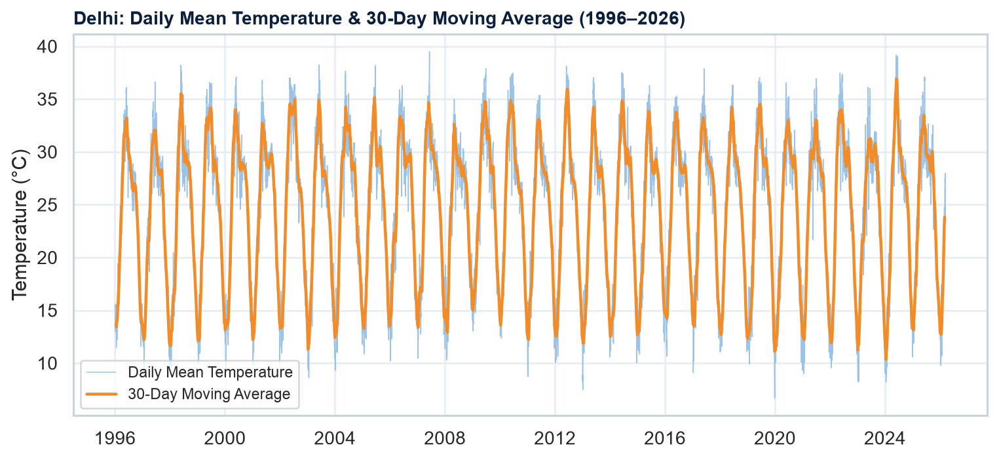 Delhi: Daily Mean Temperature & 30-Day Moving Average (1996–2026)
Temperature (°C)
40
35
30
25
20
15
10
Daily Mean Temperature
30-Day Moving Average
1996 2000 2004 2008 2012 2016 2020 2024